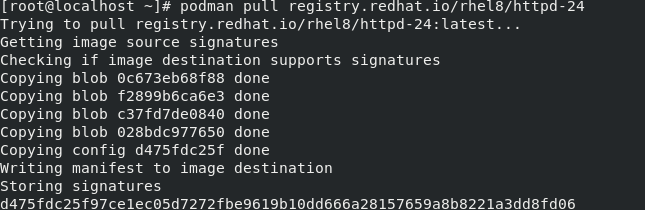 [root@localhost ~]# podman pull registry.redhat.io/rhel8/httpd-24
Trying to pull registry.redhat.io/rhel8/httpd-24:latest...
Getting image source signatures
Checking if image destination supports signatures
Copying blob 0c673eb68f88 done
Copying blob f2899b6ca6e3 done
Copying blob c37fd7de0840 done
Copying blob 028bdc977650 done
Copying config d475fdc25f done
Writing manifest to image destination
Storing signatures
d475fdc25f97ce1ec05d7272fbe9619b10dd666a28157659a8b8221a3dd8fd06